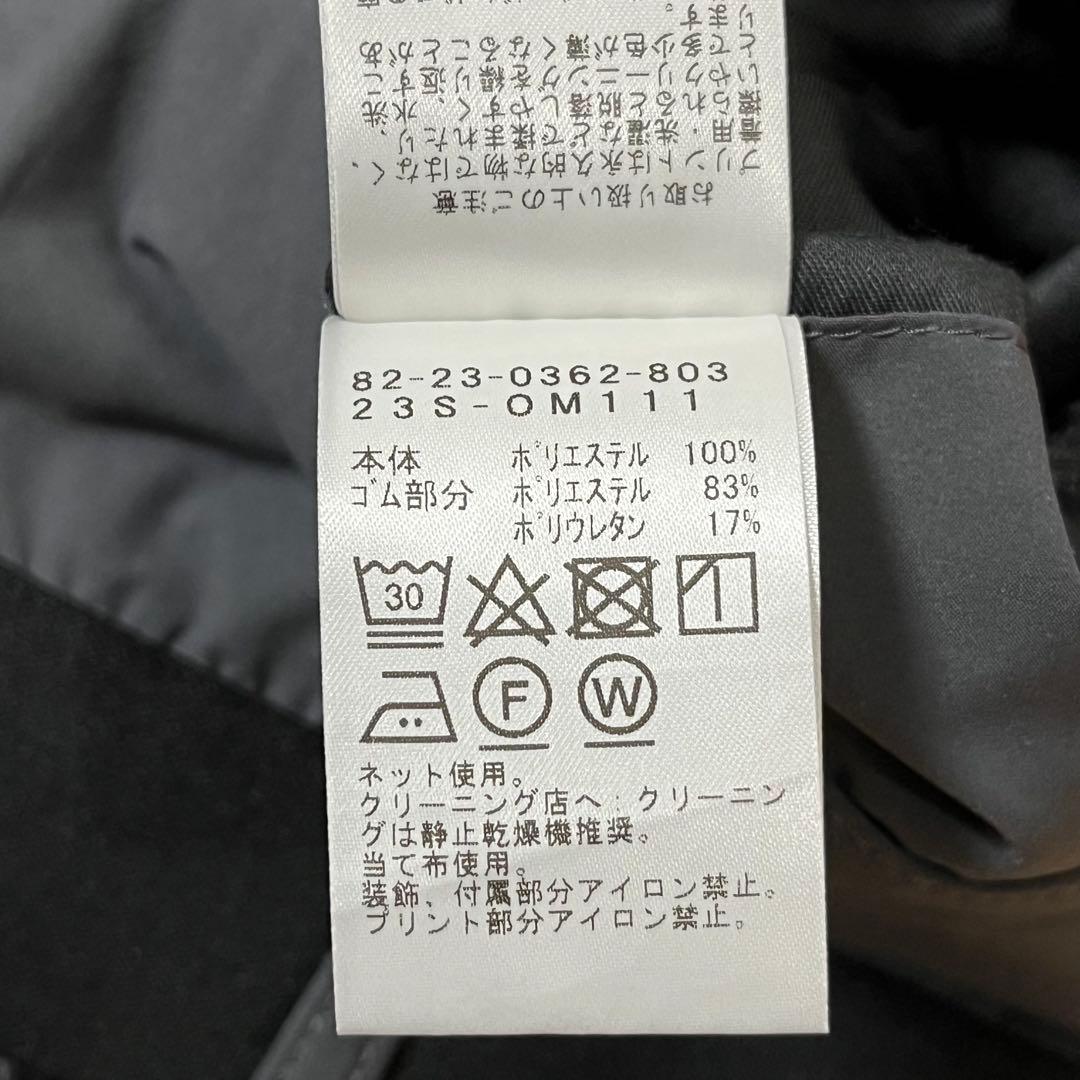 お取り扱い上のご注意
プリントは永久的な物ではなく、
着用・洗濯などで揉まれたり、
擦られると脱落しやすく、水洗
いやクリーニングを繰り返すこ
とで多少色が薄くなることがあ
ります。
82-23-0362-803
23S-OM111
本体 ポリエステル 100%
ゴム部分 ポリエステル 83%
ポリウレタン 17%
30
F W
ネット使用。
クリーニング店へ:クリーニン
グは静止乾燥機推奨。
当て布使用。
装飾、付属部分アイロン禁止。
プリント部分アイロン禁止。